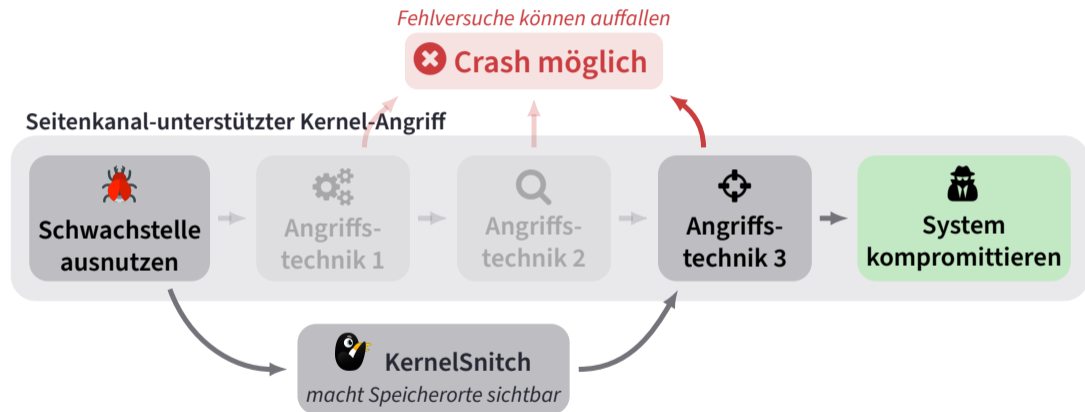 Fehlversuche können auffallen
Crash möglich
Seitenkanal-unterstützter Kernel-Angriff
Schwachstelle
ausnutzen
Angriffs-
technik 1
Angriffs-
technik 2
Angriffs-
technik 3
System
kompromittieren
KernelSnitch
macht Speicherorte sichtbar